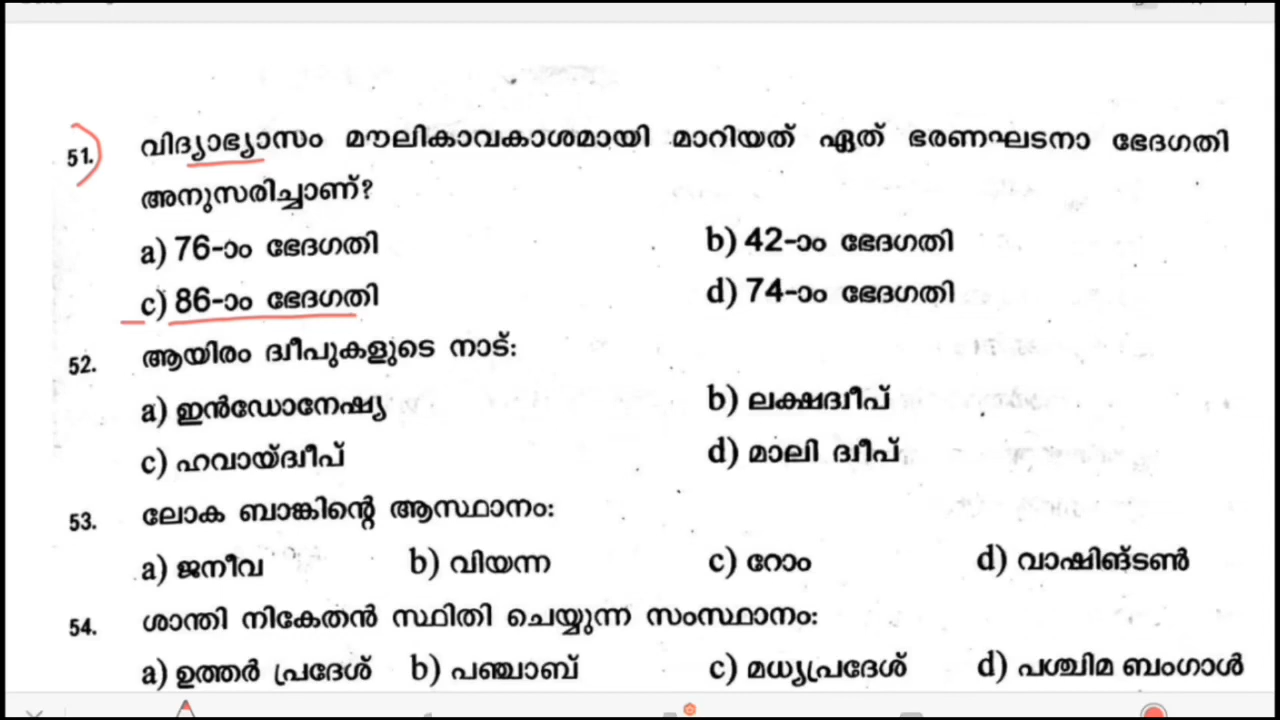 51. വിദ്യാഭ്യാസം മൗലികാവകാശമായി മാറിയത് ഏത് ഭരണഘടനാ ഭേദഗതി
അനുസരിച്ചാണ്?
a) 76-ാം ഭേദഗതി b) 42-ാം ഭേദഗതി
c) 86-ാം ഭേദഗതി d) 74-ാം ഭേദഗതി
52. ആയിരം ദ്വീപുകളുടെ നാട്:
a) ഇൻഡോനേഷ്യ b) ലക്ഷദ്വീപ്
c) ഹവായ്ദ്വീപ് d) മാലി ദ്വീപ്
53. ലോക ബാങ്കിന്റെ ആസ്ഥാനം:
a) ജനീവ b) വിയന്ന c) റോം d) വാഷിങ്ടൺ
54. ശാന്തി നികേതൻ സ്ഥിതി ചെയ്യുന്ന സംസ്ഥാനം:
a) ഉത്തർ പ്രദേശ് b) പഞ്ചാബ് c) മധ്യപ്രദേശ് d) പശ്ചിമ ബംഗാൾ